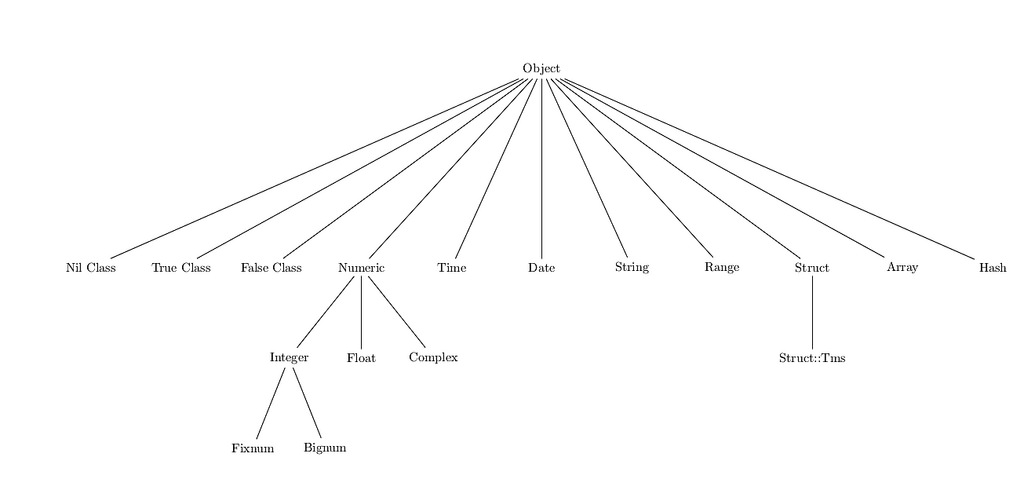 Object
Nil Class True Class False Class Numeric Time Date String Range Struct Array Hash
Integer Float Complex Struct::Tms
Fixnum Bignum